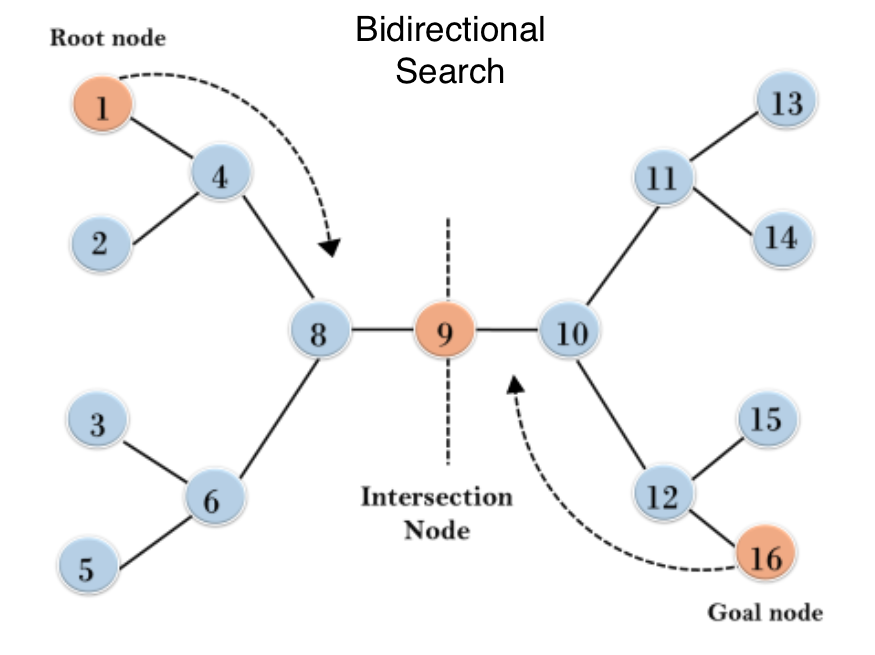 Bidirectional
Search
Root node
1
13
4
11
2
14
8
9
10
3
15
6
12
Intersection
Node
5
16
Goal node